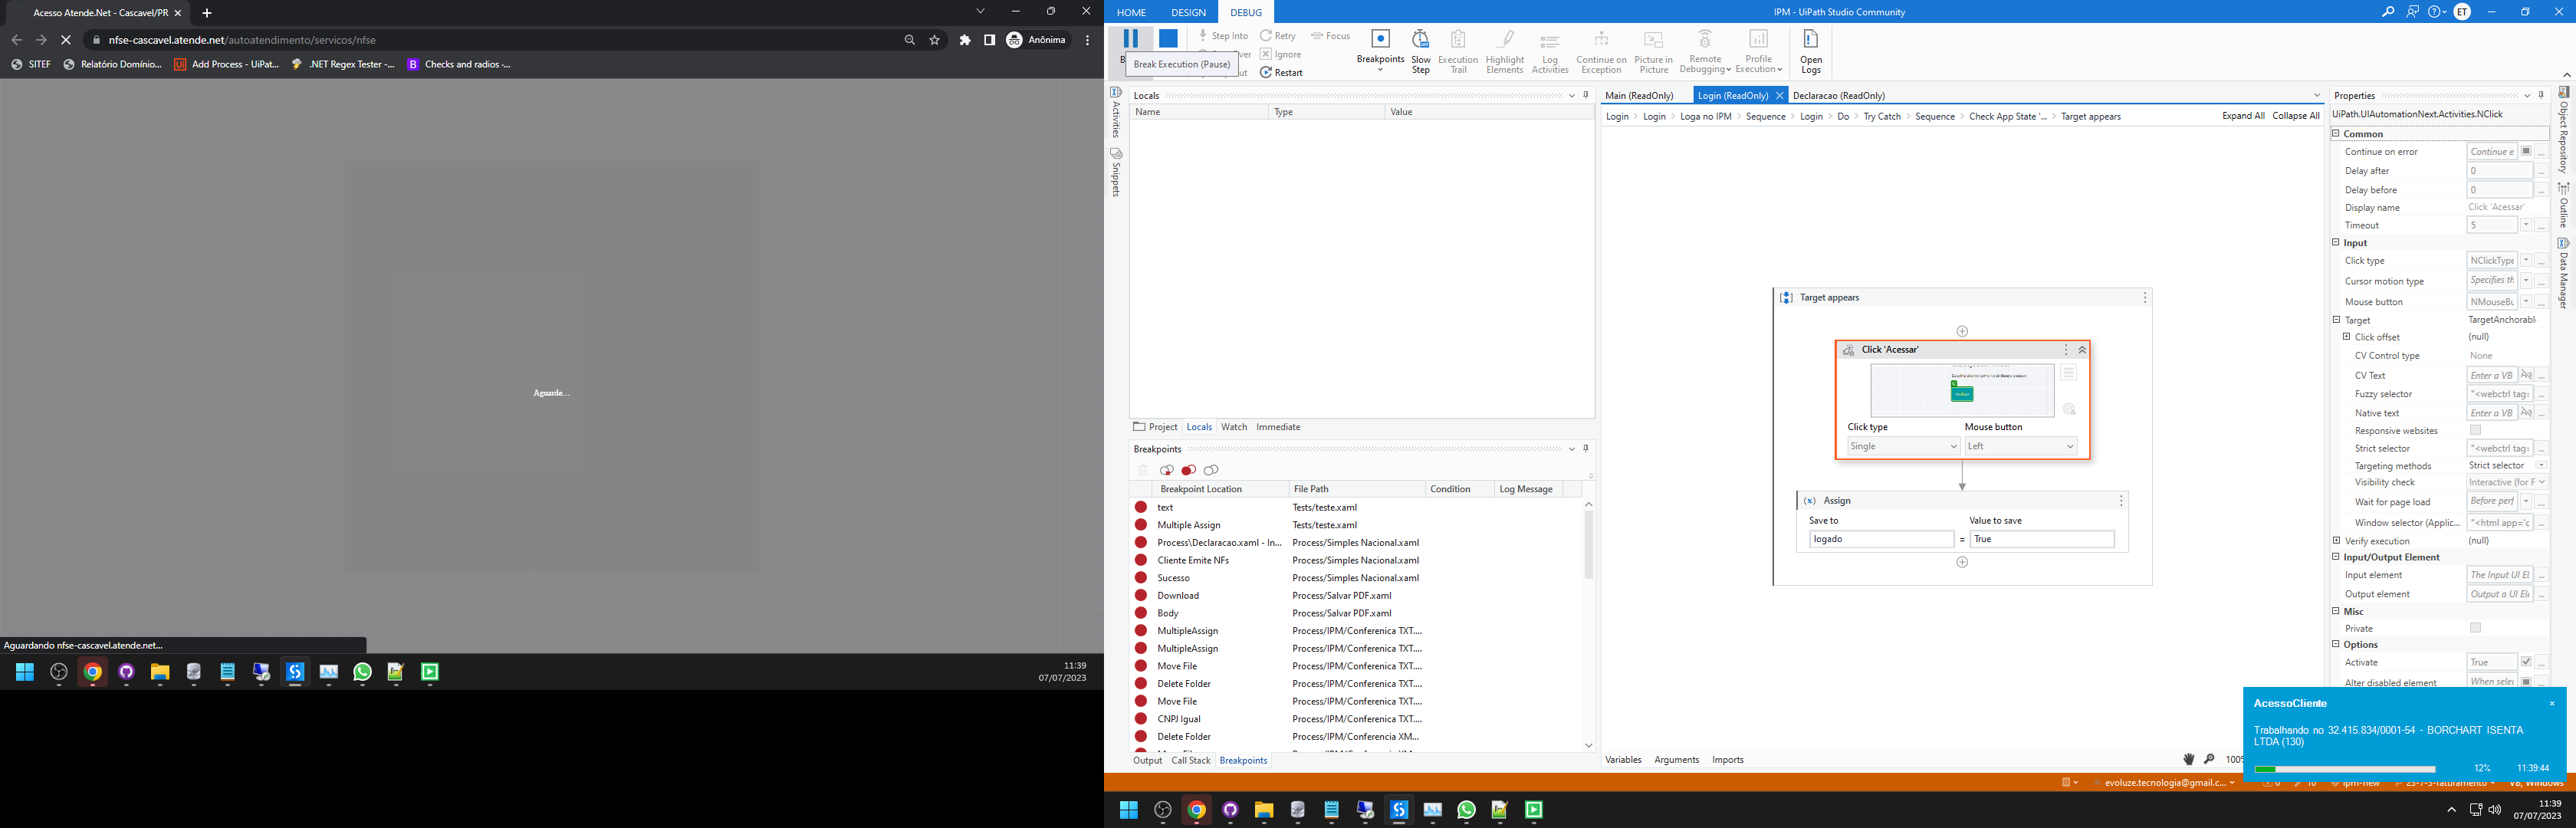 Acesso Atende.Net - Cascavel/PR
nfse-cascavel.atende.net/autoatendimento/servicos/nfse
Anônima
SITEF
Relatório Domínio...
Add Process - UiPat...
.NET Regex Tester -...
Checks and radios -...
Aguarde...
Aguardando nfse-cascavel.atende.net...
11:39
07/07/2023
HOME DESIGN DEBUG
IPM - UiPath Studio Community
ET
Step Into
Retry
Focus
Ignore
Restart
Break Execution (Pause)
Breakpoints
Slow Step
Execution Trail
Highlight Elements
Log Activities
Continue on Exception
Picture in Picture
Remote Debugging
Profile Execution
Open Logs
Activities
Snippets
Locals
Name Type Value
Project Locals Watch Immediate
Breakpoints
Breakpoint Location File Path Condition Log Message
text Tests/teste.xaml
Multiple Assign Tests/teste.xaml
Process\Declaracao.xaml - In... Process/Simples Nacional.xaml
Cliente Emite NFs Process/Simples Nacional.xaml
Sucesso Process/Simples Nacional.xaml
Download Process/Salvar PDF.xaml
Body Process/Salvar PDF.xaml
MultipleAssign Process/IPM/Conferenica TXT....
MultipleAssign Process/IPM/Conferenica TXT....
Move File Process/IPM/Conferenica TXT....
Delete Folder Process/IPM/Conferenica TXT....
Move File Process/IPM/Conferenica TXT....
CNPJ Igual Process/IPM/Conferenica TXT....
Delete Folder Process/IPM/Conferencia XM...
Output Call Stack Breakpoints
Main (ReadOnly) Login (ReadOnly) Declaracao (ReadOnly)
Login Login Loga no IPM Sequence Login Do Try Catch Sequence Check App State '... Target appears
Expand All Collapse All
Target appears
Click 'Acessar'
Click type Mouse button
Single Left
Assign
Save to Value to save
logado = True
Variables Arguments Imports
100%
Properties
UiPath.UIAutomationNext.Activities.NClick
Common
Continue on error Continue e
Delay after 0
Delay before 0
Display name Click 'Acessar'
Timeout 5
Input
Click type NClickType
Cursor motion type Specifies th
Mouse button NMouseBu
Target TargetAnchorable
Click offset (null)
CV Control type None
CV Text Enter a VB
Fuzzy selector "<webctrl tag=
Native text Enter a VB
Responsive websites
Strict selector "<webctrl tag=
Targeting methods Strict selector
Visibility check Interactive (for F
Wait for page load Before perf
Window selector (Applic... "<html app='c
Verify execution (null)
Input/Output Element
Input element The Input UI El
Output element Output a UI Ele
Misc
Private
Options
Activate True
Alter disabled element When selec
Object Repository
Outline
Data Manager
AcessoCliente
Trabalhando no 32.415.834/0001-54 - BORCHART ISENTA
LTDA (130)
12% 11:39:44
evoluze.tecnologia@gmail.c...
11:39
07/07/2023